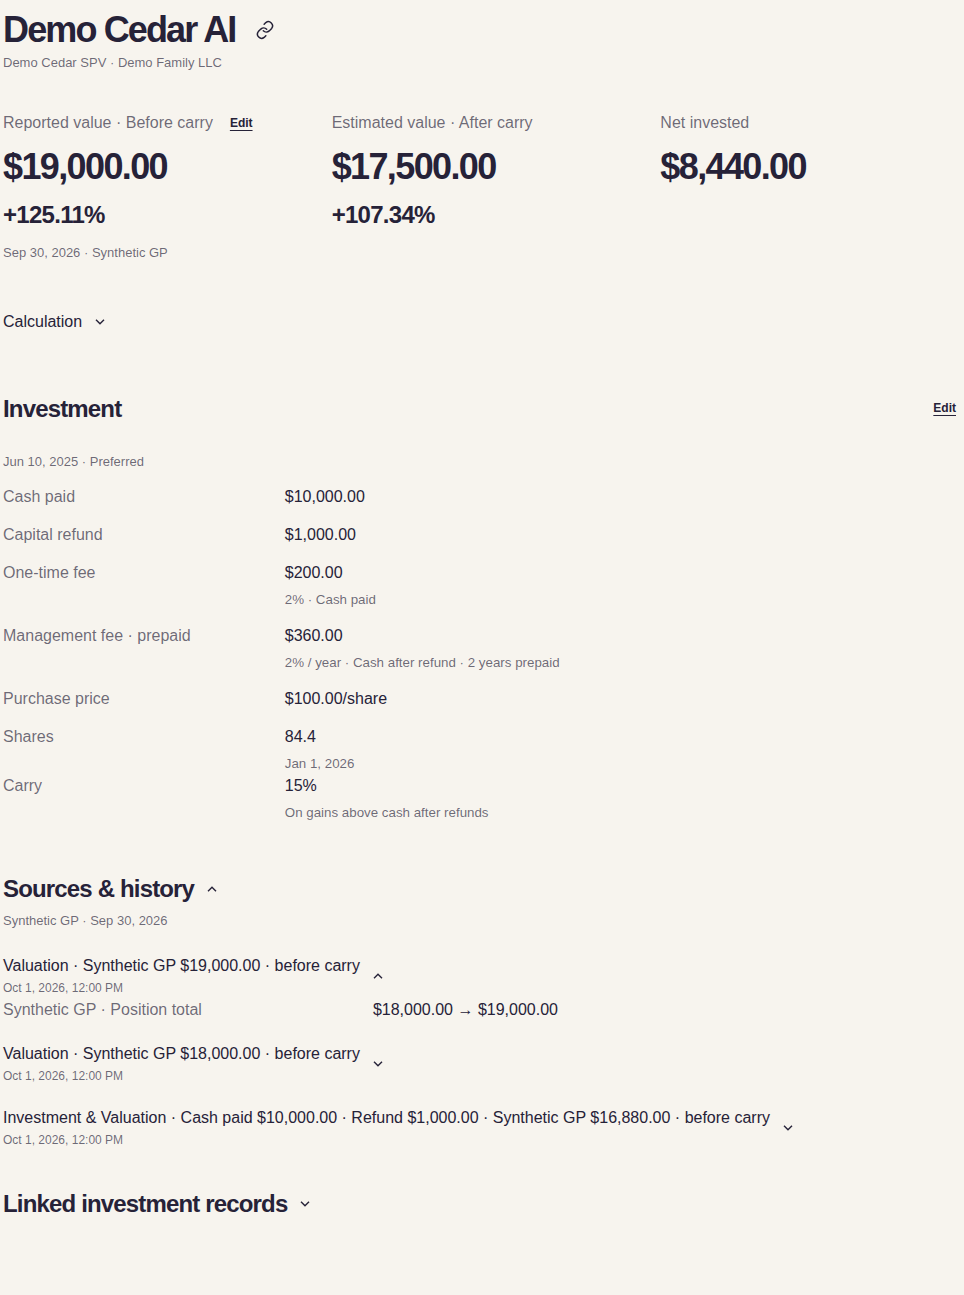 Demo Cedar AI
Demo Cedar SPV · Demo Family LLC
Reported value · Before carry Edit
$19,000.00
+125.11%
Sep 30, 2026 · Synthetic GP
Estimated value · After carry
$17,500.00
+107.34%
Net invested
$8,440.00
Calculation
Investment
Edit
Jun 10, 2025 · Preferred
Cash paid $10,000.00
Capital refund $1,000.00
One-time fee $200.00
2% · Cash paid
Management fee · prepaid $360.00
2% / year · Cash after refund · 2 years prepaid
Purchase price $100.00/share
Shares 84.4
Jan 1, 2026
Carry 15%
On gains above cash after refunds
Sources & history
Synthetic GP · Sep 30, 2026
Valuation · Synthetic GP $19,000.00 · before carry
Oct 1, 2026, 12:00 PM
Synthetic GP · Position total $18,000.00 → $19,000.00
Valuation · Synthetic GP $18,000.00 · before carry
Oct 1, 2026, 12:00 PM
Investment & Valuation · Cash paid $10,000.00 · Refund $1,000.00 · Synthetic GP $16,880.00 · before carry
Oct 1, 2026, 12:00 PM
Linked investment records